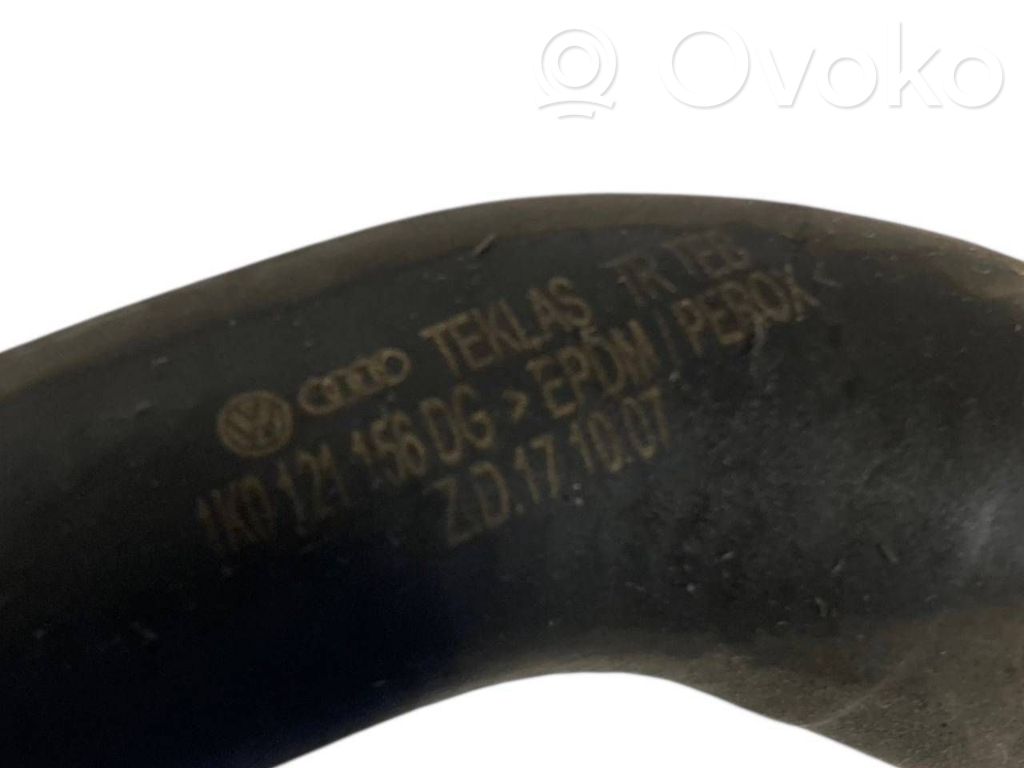 Ovoko
TEKLAS TR TEB
1K0 121 156 DG > EPDM / PEROX <
Z.D.17.10.07